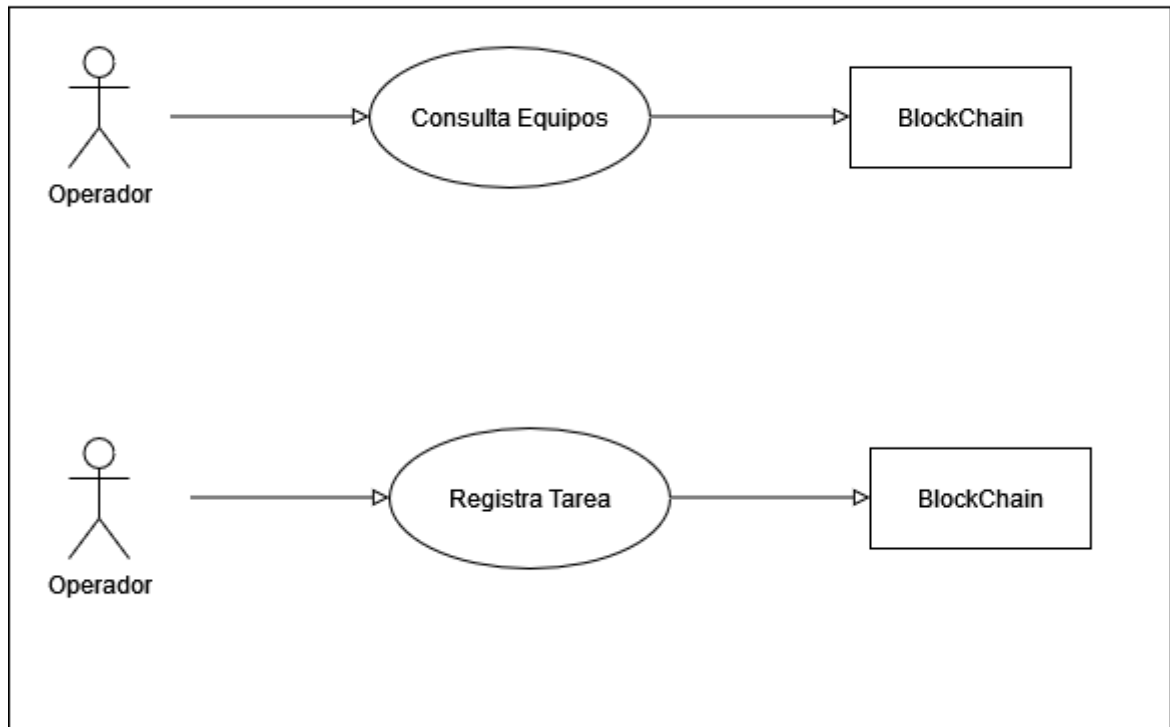 Consulta Equipos
BlockChain
Operador
Registra Tarea
BlockChain
Operador